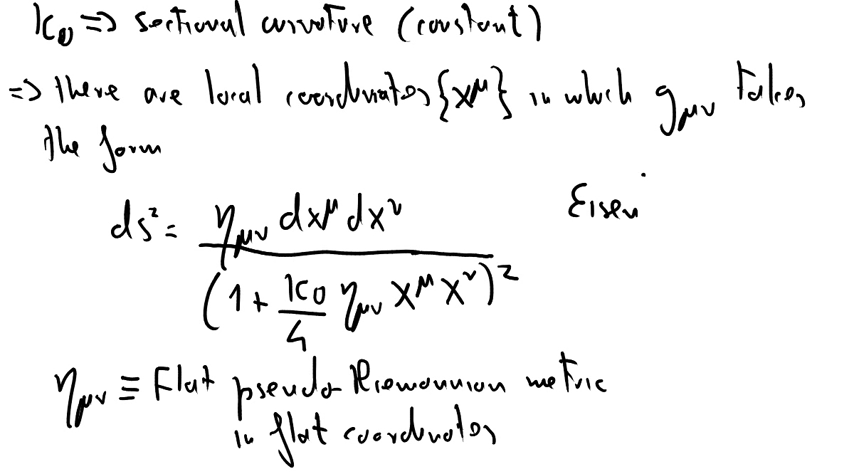 K₀ => sectional curvature (constant)
=> there are local coordinates {x^μ} in which g_μν takes
the form
ds² = η_μν dx^μ dx^ν / (1 + K₀/4 η_μν x^μ x^ν)²
Eisen
η_μν ≡ Flat pseudo Riemannian metric
in flat coordinates